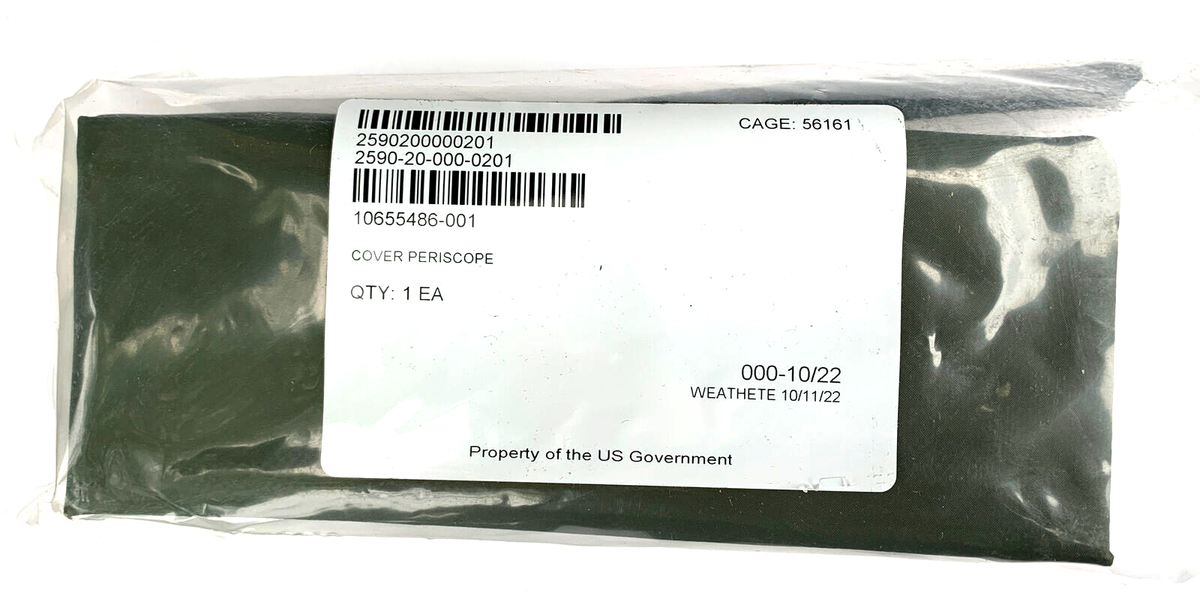 CAGE: 56161
2590200000201
2590-20-000-0201
10655486-001
COVER PERISCOPE
QTY: 1 EA
000-10/22
WEATHETE 10/11/22
Property of the US Government